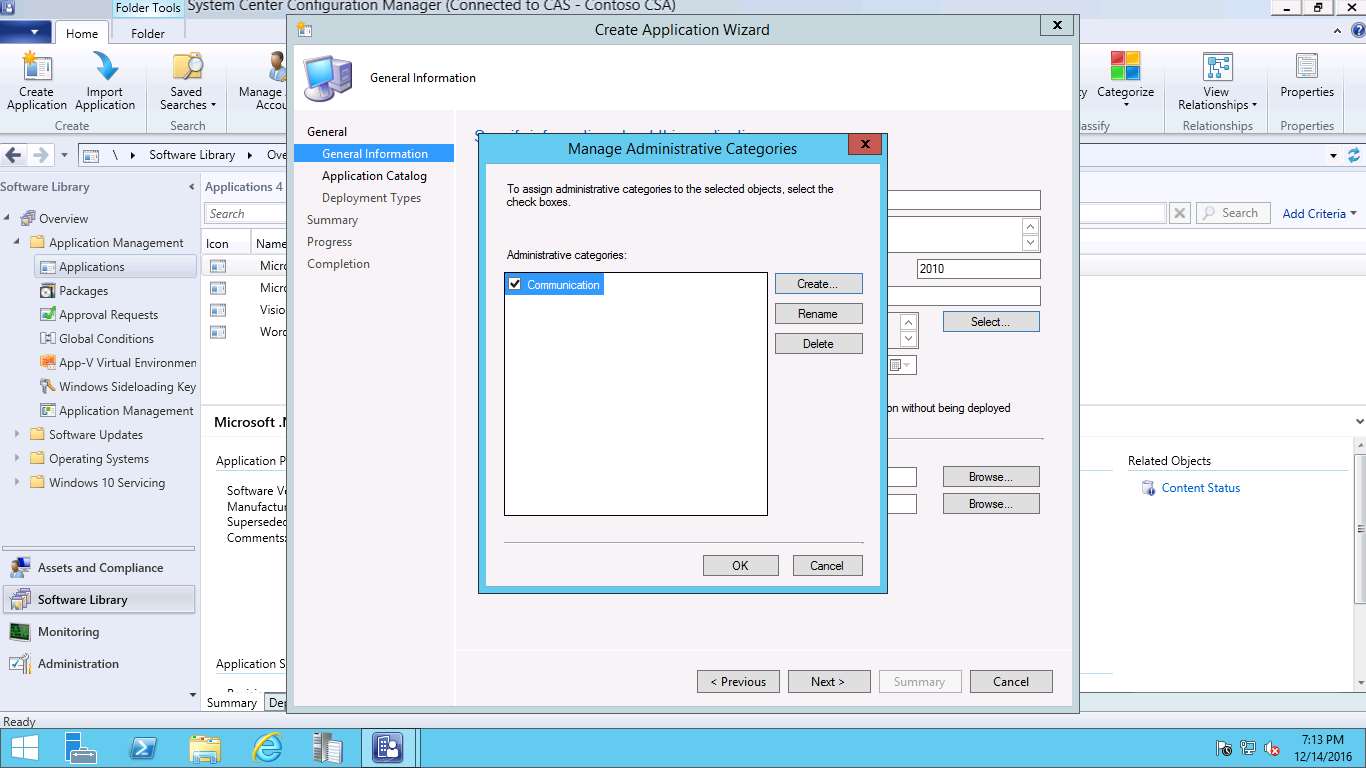 Folder Tools
System Center Configuration Manager (Connected to CAS - Contoso CSA)
Home
Folder
Create
Application
Import
Application
Saved
Searches
Manage
Accou
Categorize
View
Relationships
Properties
Create
Search
assify
Relationships
Properties
\ Software Library Ove
Software Library
Overview
Application Management
Applications
Packages
Approval Requests
Global Conditions
App-V Virtual Environmen
Windows Sideloading Key
Application Management
Software Updates
Operating Systems
Windows 10 Servicing
Assets and Compliance
Software Library
Monitoring
Administration
Applications 4
Search
Search
Add Criteria
Icon Name
Micro
Micro
Visio
Word
Microsoft .N
Application P
Software Ve
Manufactur
Superseded
Comments:
Application S
Summary
Dep
Related Objects
Content Status
Create Application Wizard
X
General Information
General
General Information
Application Catalog
Deployment Types
Summary
Progress
Completion
2010
Select...
on without being deployed
Browse...
Browse...
< Previous
Next >
Summary
Cancel
Manage Administrative Categories
X
To assign administrative categories to the selected objects, select the
check boxes.
Administrative categories:
Communication
Create...
Rename
Delete
OK
Cancel
Ready
7:13 PM
12/14/2016